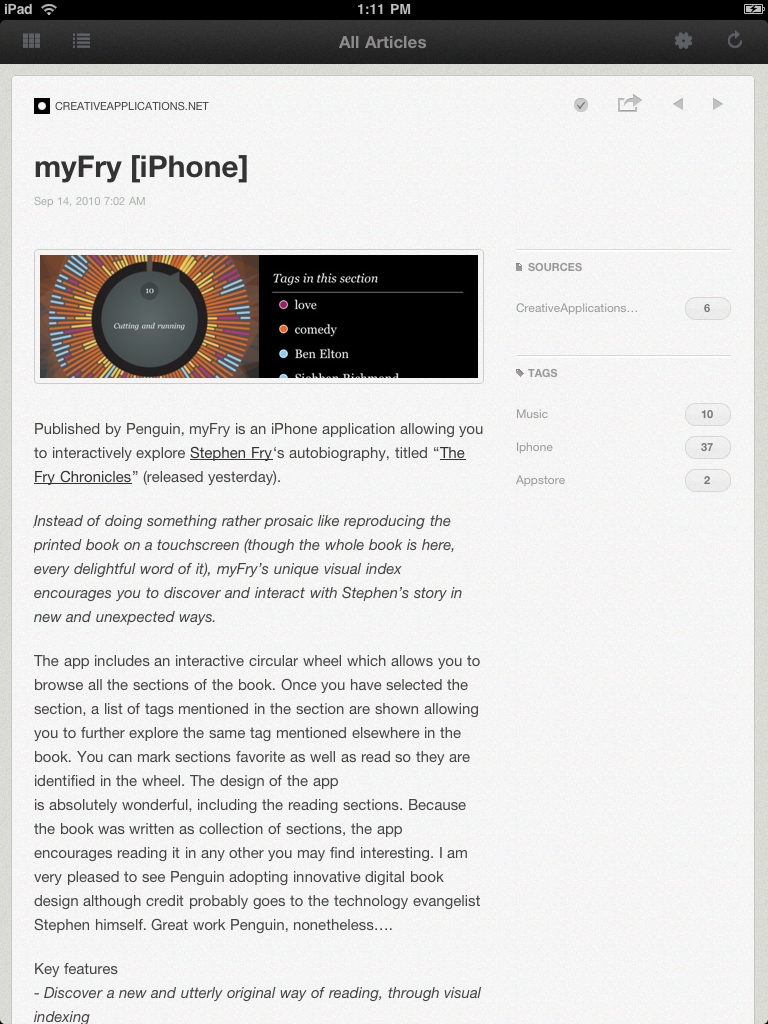 iPad
1:11 PM
All Articles
CREATIVEAPPLICATIONS.NET
myFry [iPhone]
Sep 14, 2010 7:02 AM
10
Cutting and running
Tags in this section
love
comedy
Ben Elton
Siobhan Richmond
Published by Penguin, myFry is an iPhone application allowing you
to interactively explore Stephen Fry‘s autobiography, titled “The
Fry Chronicles” (released yesterday).
Instead of doing something rather prosaic like reproducing the
printed book on a touchscreen (though the whole book is here,
every delightful word of it), myFry’s unique visual index
encourages you to discover and interact with Stephen’s story in
new and unexpected ways.
The app includes an interactive circular wheel which allows you to
browse all the sections of the book. Once you have selected the
section, a list of tags mentioned in the section are shown allowing
you to further explore the same tag mentioned elsewhere in the
book. You can mark sections favorite as well as read so they are
identified in the wheel. The design of the app
is absolutely wonderful, including the reading sections. Because
the book was written as collection of sections, the app
encourages reading it in any other you may find interesting. I am
very pleased to see Penguin adopting innovative digital book
design although credit probably goes to the technology evangelist
Stephen himself. Great work Penguin, nonetheless….
Key features
- Discover a new and utterly original way of reading, through visual
indexing
SOURCES
CreativeApplications… 6
TAGS
Music 10
Iphone 37
Appstore 2